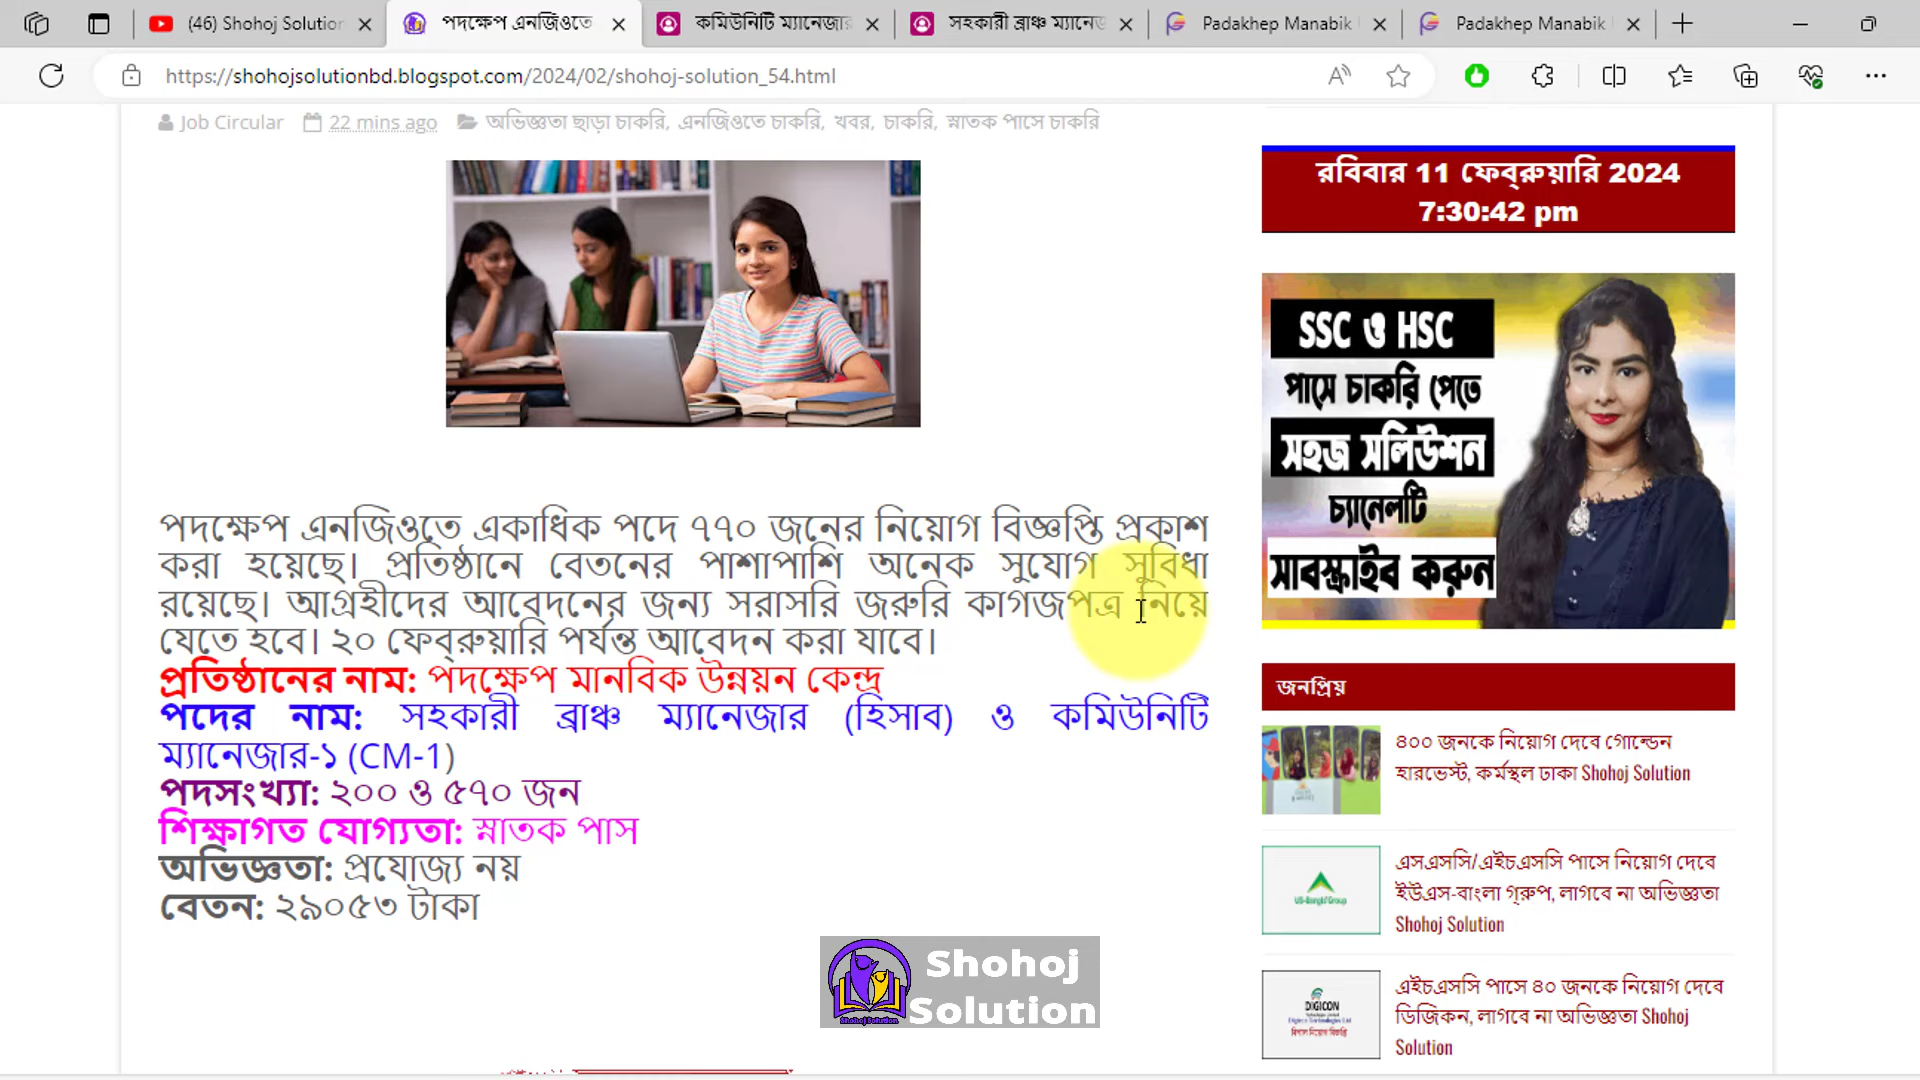 (46) Shohoj Solution
পদক্ষেপ এনজিওতে
কমিউনিটি ম্যানেজার
সহকারী ব্রাঞ্চ ম্যানেজ
Padakhep Manabik
Padakhep Manabik
https://shohojsolutionbd.blogspot.com/2024/02/shohoj-solution_54.html
Job Circular 22 mins ago অভিজ্ঞতা ছাড়া চাকরি, এনজিওতে চাকরি, খবর, চাকরি, স্নাতক পাসে চাকরি
পদক্ষেপ এনজিওতে একাধিক পদে ৭৭০ জনের নিয়োগ বিজ্ঞপ্তি প্রকাশ
করা হয়েছে। প্রতিষ্ঠানে বেতনের পাশাপাশি অনেক সুযোগ সুবিধা
রয়েছে। আগ্রহীদের আবেদনের জন্য সরাসরি জরুরি কাগজপত্র নিয়ে
যেতে হবে। ২০ ফেব্রুয়ারি পর্যন্ত আবেদন করা যাবে।
প্রতিষ্ঠানের নাম: পদক্ষেপ মানবিক উন্নয়ন কেন্দ্র
পদের নাম: সহকারী ব্রাঞ্চ ম্যানেজার (হিসাব) ও কমিউনিটি
ম্যানেজার-১ (CM-1)
পদসংখ্যা: ২০০ ও ৫৭০ জন
শিক্ষাগত যোগ্যতা: স্নাতক পাস
অভিজ্ঞতা: প্রযোজ্য নয়
বেতন: ২৯০৫৩ টাকা
Shohoj
Solution
Shohoj Solution
রবিবার 11 ফেব্রুয়ারি 2024
7:30:42 pm
SSC ও HSC
পাসে চাকরি পেতে
সহজ সলিউশন
চ্যানেলটি
সাবস্ক্রাইব করুন
জনপ্রিয়
৪০০ জনকে নিয়োগ দেবে গোল্ডেন
হারভেস্ট, কর্মস্থল ঢাকা Shohoj Solution
US-Bangla Group
এসএসসি/এইচএসসি পাসে নিয়োগ দেবে
ইউএস-বাংলা গ্রুপ, লাগবে না অভিজ্ঞতা
Shohoj Solution
DIGICON
এইচএসসি পাসে ৪০ জনকে নিয়োগ দেবে
ডিজিকন, লাগবে না অভিজ্ঞতা Shohoj
Solution